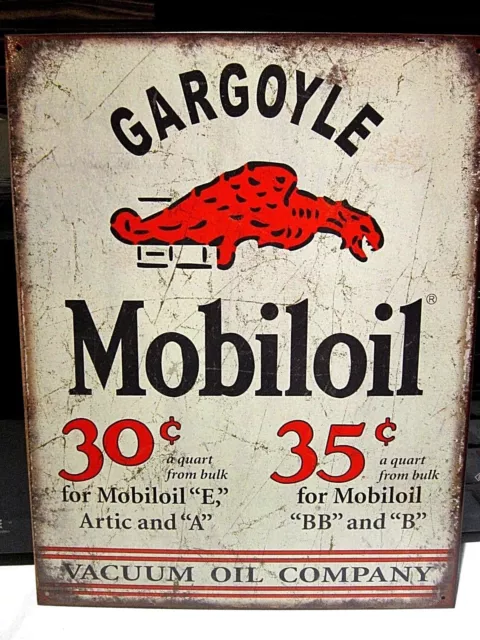 GARGOYLE
Mobiloil®
30¢ a quart
from bulk
for Mobiloil "E,"
Artic and "A"
35¢ a quart
from bulk
for Mobiloil
"BB" and "B"
VACUUM OIL COMPANY